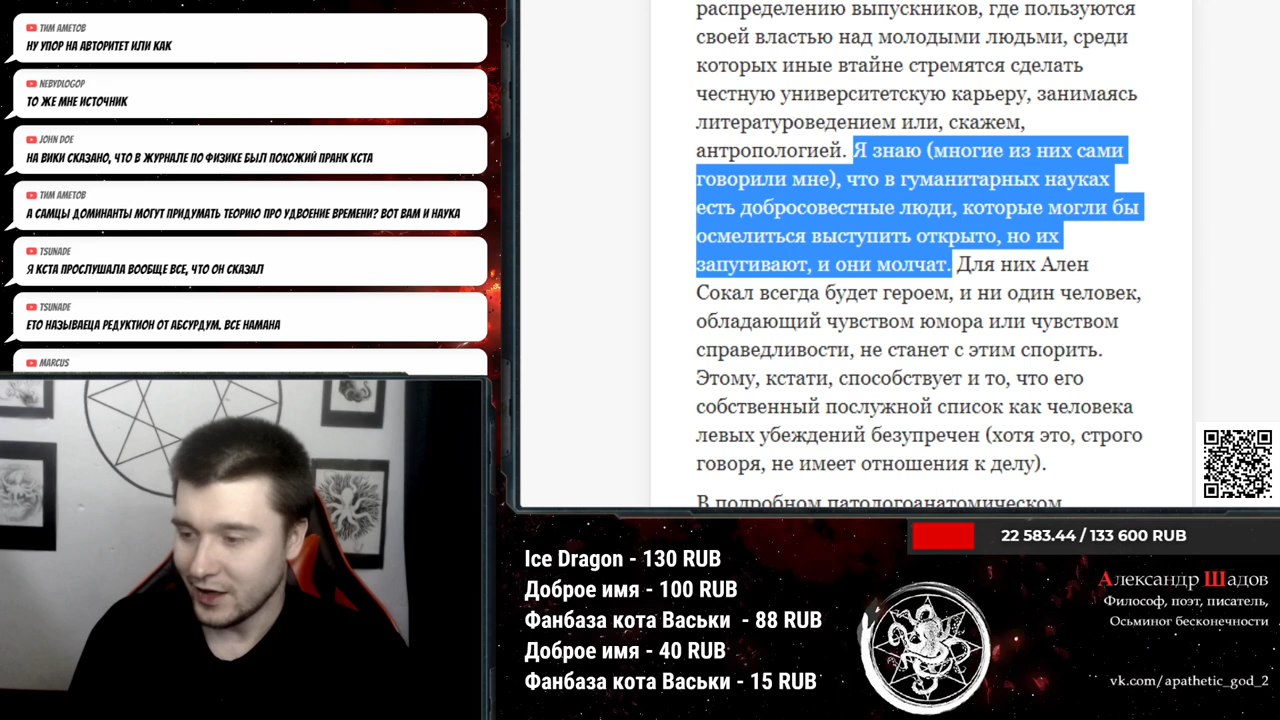 ТИМ АМЕТОВ
НУ УПОР НА АВТОРИТЕТ ИЛИ КАК
NEBYDLOGOP
ТО ЖЕ МНЕ ИСТОЧНИК
JOHN DOE
НА ВИКИ СКАЗАНО, ЧТО В ЖУРНАЛЕ ПО ФИЗИКЕ БЫЛ ПОХОЖИЙ ПРАНК КСТА
ТИМ АМЕТОВ
А САМЦЫ ДОМИНАНТЫ МОГУТ ПРИДУМАТЬ ТЕОРИЮ ПРО УДВОЕНИЕ ВРЕМЕНИ? ВОТ ВАМ И НАУКА
TSUNADE
Я КСТА ПРОСЛУШАЛА ВООБЩЕ ВСЕ, ЧТО ОН СКАЗАЛ
TSUNADE
ЕТО НАЗЫВАЕЦА РЕДУКТИОН ОТ АБСУРДУМ. ВСЕ НАМАНА
MARCUS
распределению выпускников, где пользуются
своей властью над молодыми людьми, среди
которых иные втайне стремятся сделать
честную университетскую карьеру, занимаясь
литературоведением или, скажем,
антропологией. Я знаю (многие из них сами
говорили мне), что в гуманитарных науках
есть добросовестные люди, которые могли бы
осмелиться выступить открыто, но их
запугивают, и они молчат. Для них Ален
Сокал всегда будет героем, и ни один человек,
обладающий чувством юмора или чувством
справедливости, не станет с этим спорить.
Этому, кстати, способствует и то, что его
собственный послужной список как человека
левых убеждений безупречен (хотя это, строго
говоря, не имеет отношения к делу).
В подробном патологоанатомическом
22 583.44 / 133 600 RUB
Ice Dragon - 130 RUB
Доброе имя - 100 RUB
Фанбаза кота Васьки - 88 RUB
Доброе имя - 40 RUB
Фанбаза кота Васьки - 15 RUB
Александр Шадов
Философ, поэт, писатель,
Осьминог бесконечности
vk.com/apathetic_god_2